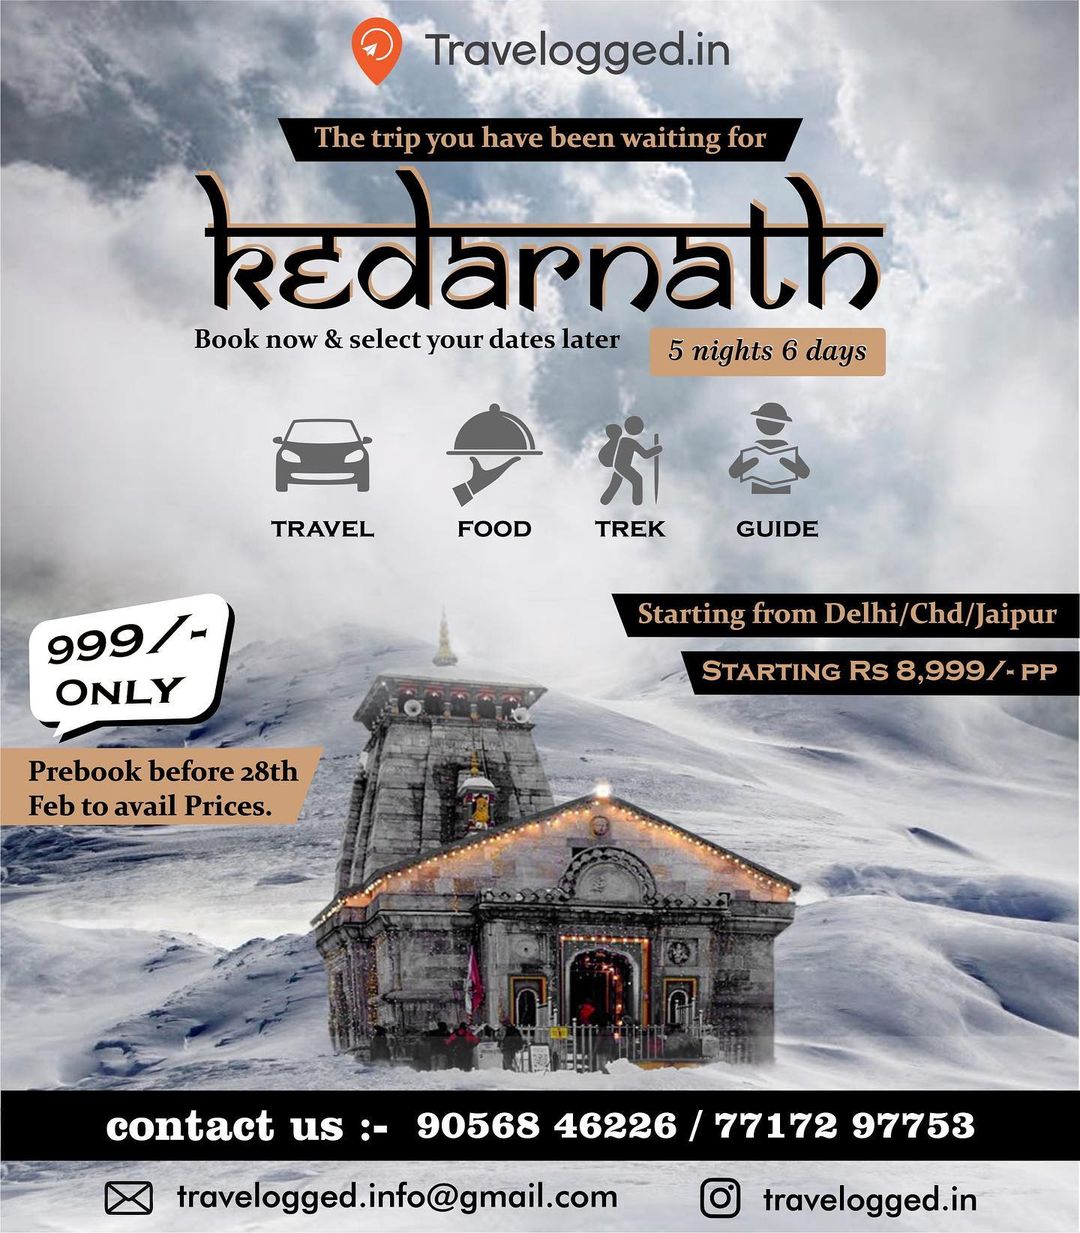 Travelogged.in
The trip you have been waiting for
kedarnath
Book now & select your dates later
5 nights 6 days
TRAVEL
FOOD
TREK
GUIDE
999/-
ONLY
Starting from Delhi/Chd/Jaipur
STARTING RS 8,999/- PP
Prebook before 28th
Feb to avail Prices.
contact us :- 90568 46226 / 77172 97753
travelogged.info@gmail.com
travelogged.in